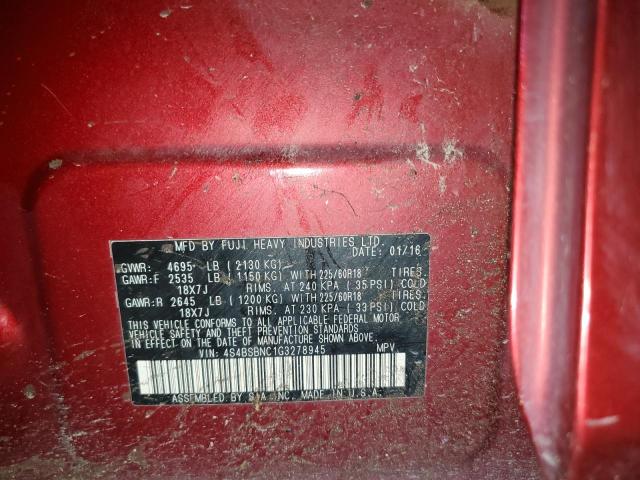 MFD BY FUJI HEAVY INDUSTRIES LTD.
DATE: 01/16
GVWR: 4695 LB (2130 KG)
GAWR:F 2535 LB (1150 KG) WITH 225/60R18 TIRES.
18X7J RIMS. AT 240 KPA (35 PSI) COLD
GAWR:R 2645 LB (1200 KG) WITH 225/60R18 TIRES.
18X7J RIMS. AT 230 KPA (33 PSI) COLD
THIS VEHICLE CONFORMS TO ALL APPLICABLE FEDERAL MOTOR
VEHICLE SAFETY AND THEFTPREVENTION STANDARDS
IN EFFECT ON THE DATE OF MANUFACTURE SHOWN ABOVE.
VIN: 4S4BSBNC1G3278945 MPV
ASSEMBLED BY S.I.A. INC. MADE IN U.S.A.